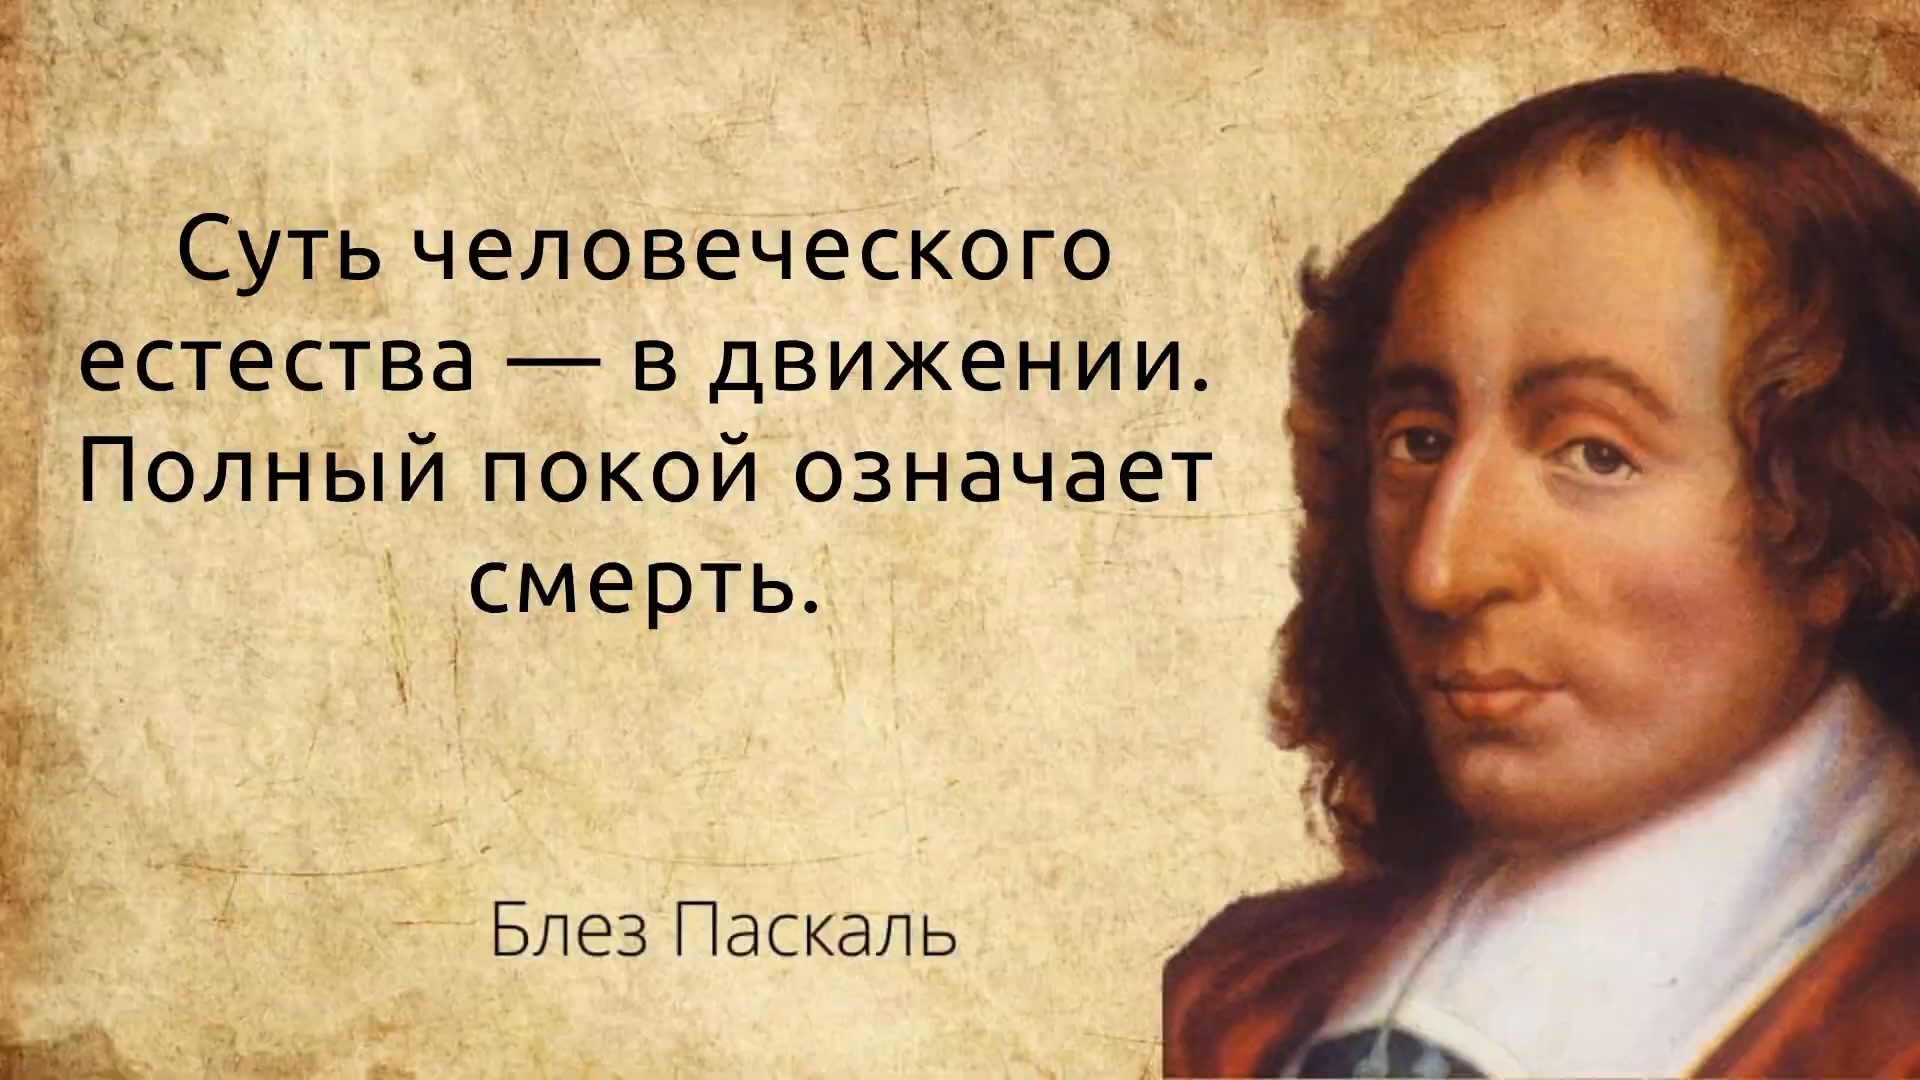 Суть человеческого
естества — в движении.
Полный покой означает
смерть.
Блез Паскаль